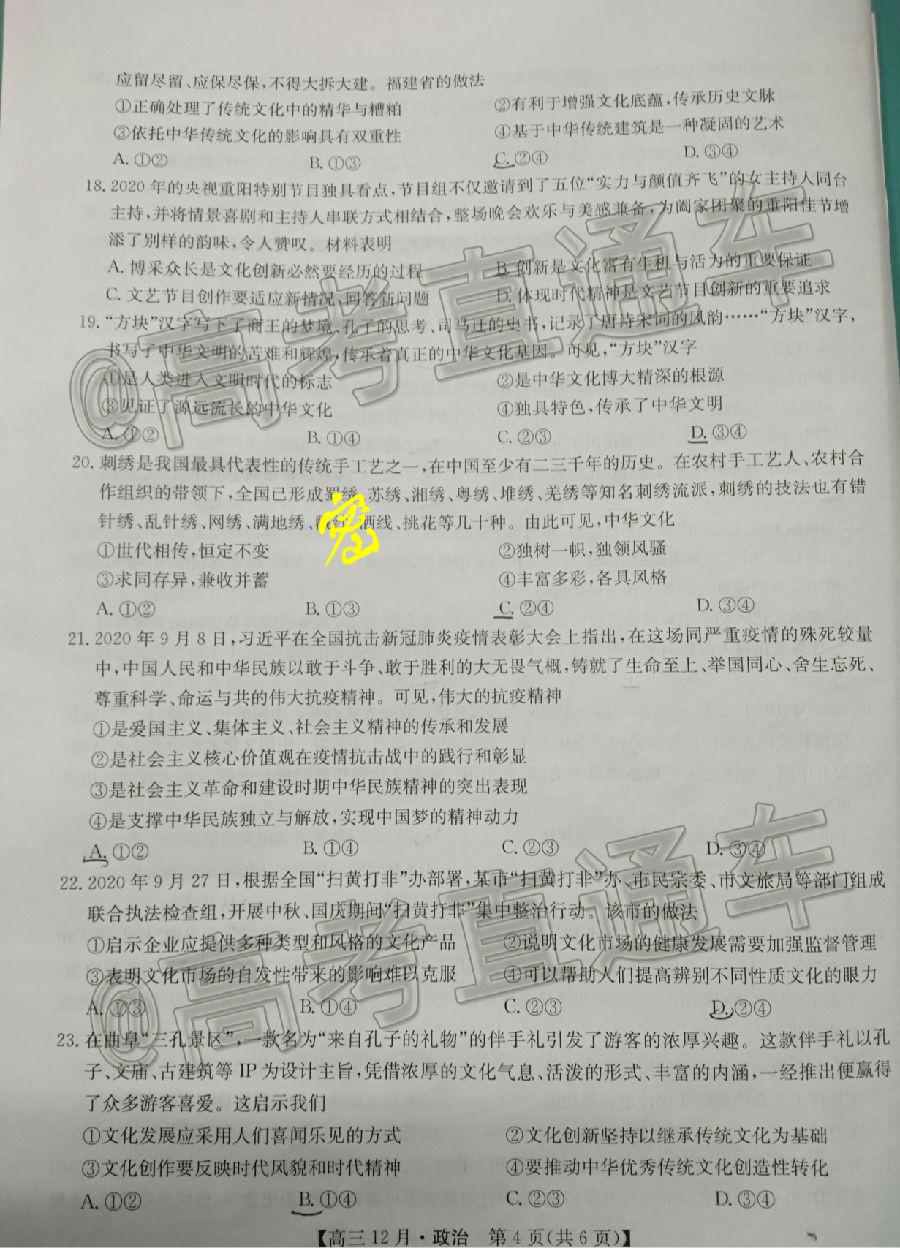 应留尽留、应保尽保,不得大拆大建。福建省的做法
①正确处理了传统文化中的精华与糟粕 ②有利于增强文化底蕴,传承历史文脉
③依托中华传统文化的影响具有双重性 ④基于中华传统建筑是一种凝固的艺术
A. ①② B. ①③ C. ②④ D. ③④
18. 2020 年的央视重阳特别节目独具看点,节目组不仅邀请到了五位“实力与颜值齐飞”的女主持人同台
主持,并将情景喜剧和主持人串联方式相结合,整场晚会欢乐与美感兼备,为阖家团聚的重阳佳节增
添了别样的韵味,令人赞叹。材料表明
A. 博采众长是文化创新必然要经历的过程 B. 创新是文化富有生机与活力的重要保证
C. 文艺节目创作要适应新情况,回答新问题 D. 体现时代精神是文艺节目创新的重要追求
19. “方块”汉字写下了商王的梦境、孔子的思考、司马迁的史书,记录了唐诗宋词的风韵……“方块”汉字,
书写了中华文明的苦难和辉煌,传承着真正的中华文化基因。可见,“方块”汉字
①是人类进入文明时代的标志 ②是中华文化博大精深的根源
③见证了源远流长的中华文化 ④独具特色,传承了中华文明
A. ①② B. ①④ C. ②③ D. ③④
20. 刺绣是我国最具代表性的传统手工艺之一,在中国至少有二三千年的历史。在农村手工艺人、农村合
作组织的带领下,全国已形成蜀绣、苏绣、湘绣、粤绣、堆绣、羌绣等知名刺绣流派,刺绣的技法也有错
针绣、乱针绣、网绣、满地绣、洒线、挑花等几十种。由此可见,中华文化
①世代相传,恒定不变 ②独树一帜,独领风骚
③求同存异,兼收并蓄 ④丰富多彩,各具风格
A. ①② B. ①③ C. ②④ D. ③④
21. 2020 年 9 月 8 日,习近平在全国抗击新冠肺炎疫情表彰大会上指出,在这场同严重疫情的殊死较量
中,中国人民和中华民族以敢于斗争、敢于胜利的大无畏气概,铸就了生命至上、举国同心、舍生忘死、
尊重科学、命运与共的伟大抗疫精神。可见,伟大的抗疫精神
①是爱国主义、集体主义、社会主义精神的传承和发展
②是社会主义核心价值观在疫情抗击战中的践行和彰显
③是社会主义革命和建设时期中华民族精神的突出表现
④是支撑中华民族独立与解放,实现中国梦的精神动力
A. ①② B. ①④ C. ②③ D. ③④
22. 2020 年 9 月 27 日,根据全国“扫黄打非”办部署,某市“扫黄打非”办、市民宗委、市文旅局等部门组成
联合执法检查组,开展中秋、国庆期间“扫黄打非”集中整治行动。该市的做法
①启示企业应提供多种类型和风格的文化产品 ②说明文化市场的健康发展需要加强监督管理
③表明文化市场的自发性带来的影响难以克服 ④可以帮助人们提高辨别不同性质文化的眼力
A. ①③ B. ①④ C. ②③ D. ②④
23. 在曲阜“三孔景区”,一款名为“来自孔子的礼物”的伴手礼引发了游客的浓厚兴趣。这款伴手礼以孔
子、文庙、古建筑等 IP 为设计主旨,凭借浓厚的文化气息、活泼的形式、丰富的内涵,一经推出便赢得
了众多游客喜爱。这启示我们
①文化发展应采用人们喜闻乐见的方式 ②文化创新坚持以继承传统文化为基础
③文化创作要反映时代风貌和时代精神 ④要推动中华优秀传统文化创造性转化
A. ①② B. ①④ C. ②③ D. ③④
【高三 12 月·政治 第 4 页(共 6 页)】
@高考直通车
@高考直通车